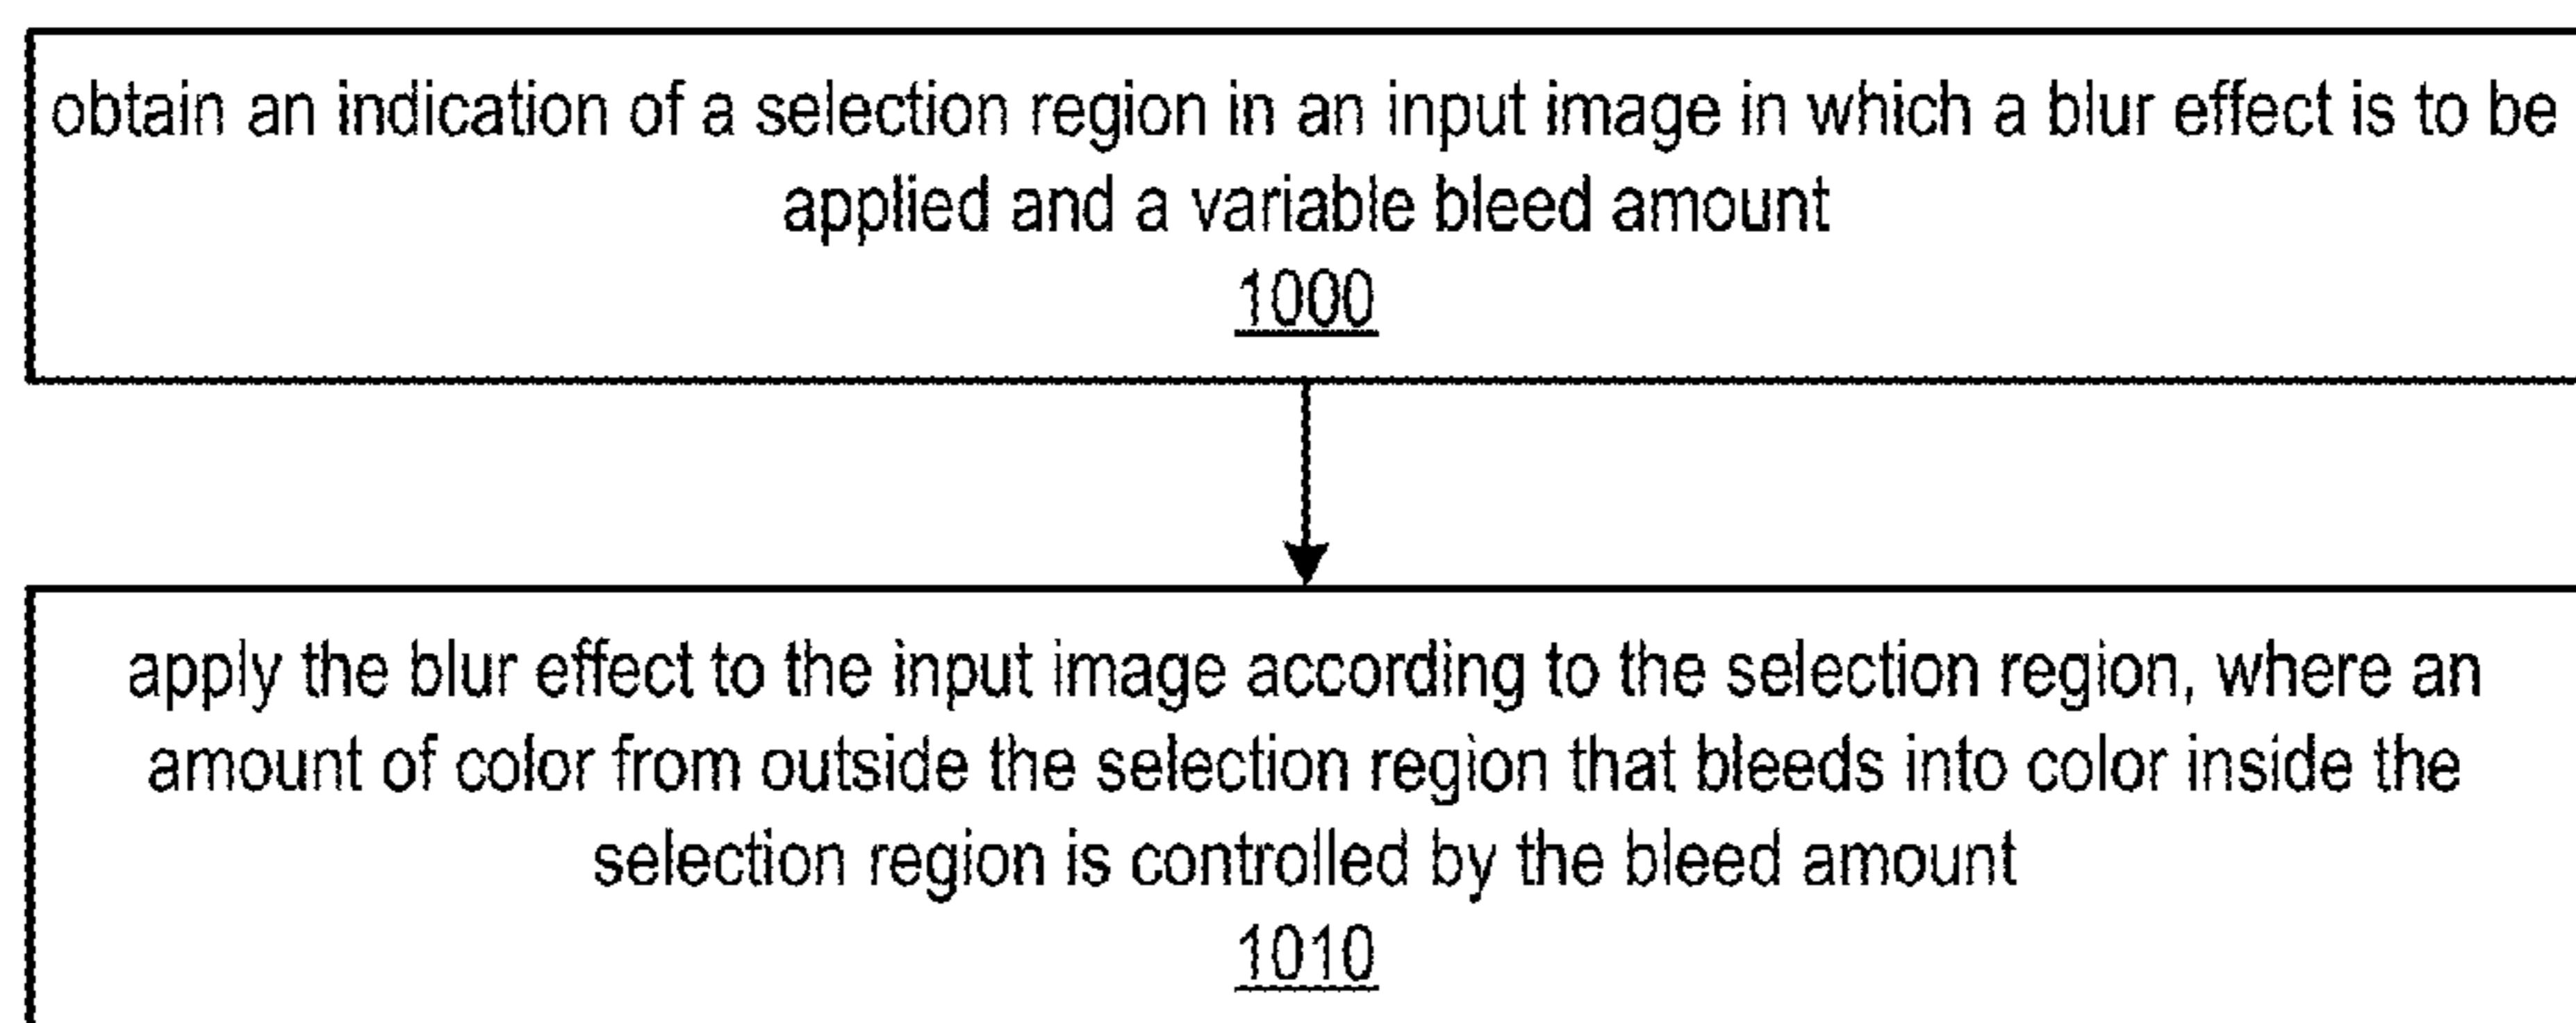 obtain an indication of a selection region in an input image in which a blur effect is to be
applied and a variable bleed amount
1000
apply the blur effect to the input image according to the selection region, where an
amount of color from outside the selection region that bleeds into color inside the
selection region is controlled by the bleed amount
1010